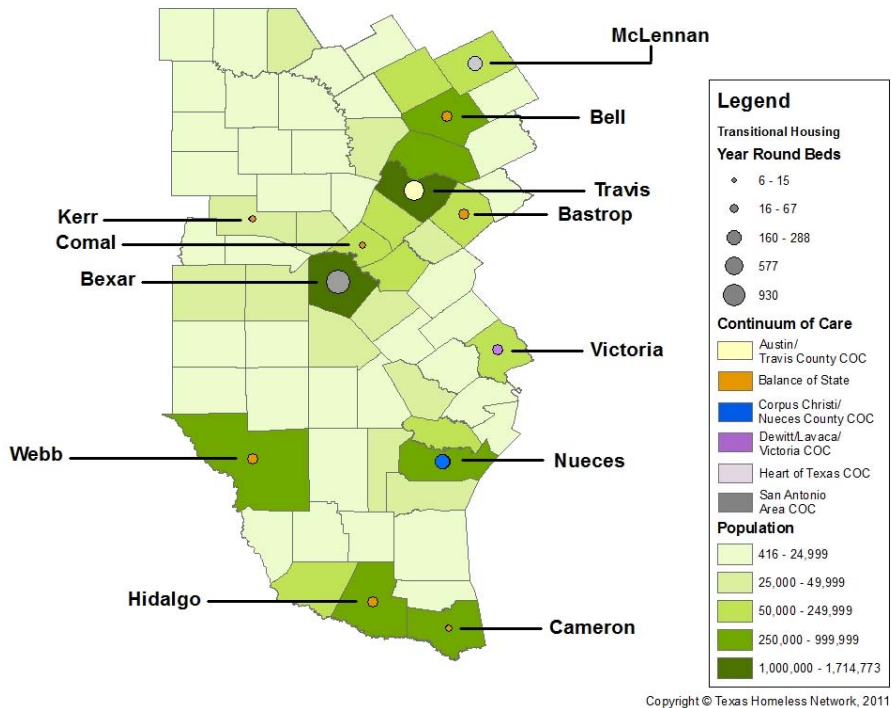 McLennan
Bell
Travis
Bastrop
Kerr
Comal
Bexar
Victoria
Webb
Nueces
Hidalgo
Cameron
Legend
Transitional Housing
Year Round Beds
6 - 15
16 - 67
160 - 288
577
930
Continuum of Care
Austin/
Travis County COC
Balance of State
Corpus Christi/
Nueces County COC
Dewitt/Lavaca/
Victoria COC
Heart of Texas COC
San Antonio
Area COC
Population
416 - 24,999
25,000 - 49,999
50,000 - 249,999
250,000 - 999,999
1,000,000 - 1,714,773
Copyright © Texas Homeless Network, 2011